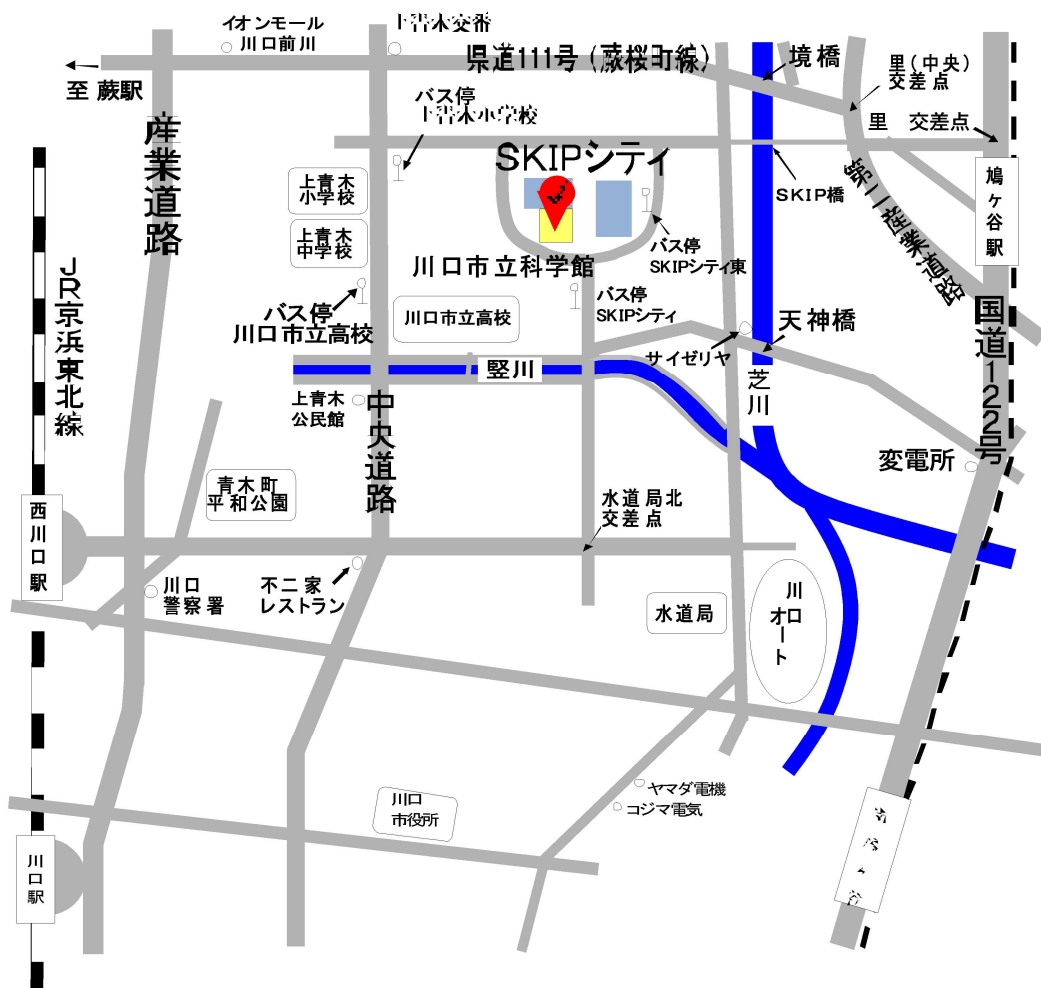 イオンモール
川口前川
県道111号(蕨桜町線)
境橋
里(中央)
交差点
至 蕨駅
バス停
里 交差点
産業道路
SKIPシティ
鳩ヶ谷駅
上青木
小学校
SKIP橋
第二産業道路
上青木
中学校
バス停
SKIPシティ東
川口市立科学館
JR京浜東北線
バス停
川口市立高校
川口市立高校
バス停
SKIPシティ
天神橋
国道122号
サイゼリヤ
竪川
芝川
上青木
公民館
中央道路
変電所
青木町
平和公園
水道局北
交差点
西川口駅
川口
警察署
不二家
レストラン
水道局
川口
オート
ヤマダ電機
コジマ電気
川口
市役所
川口駅